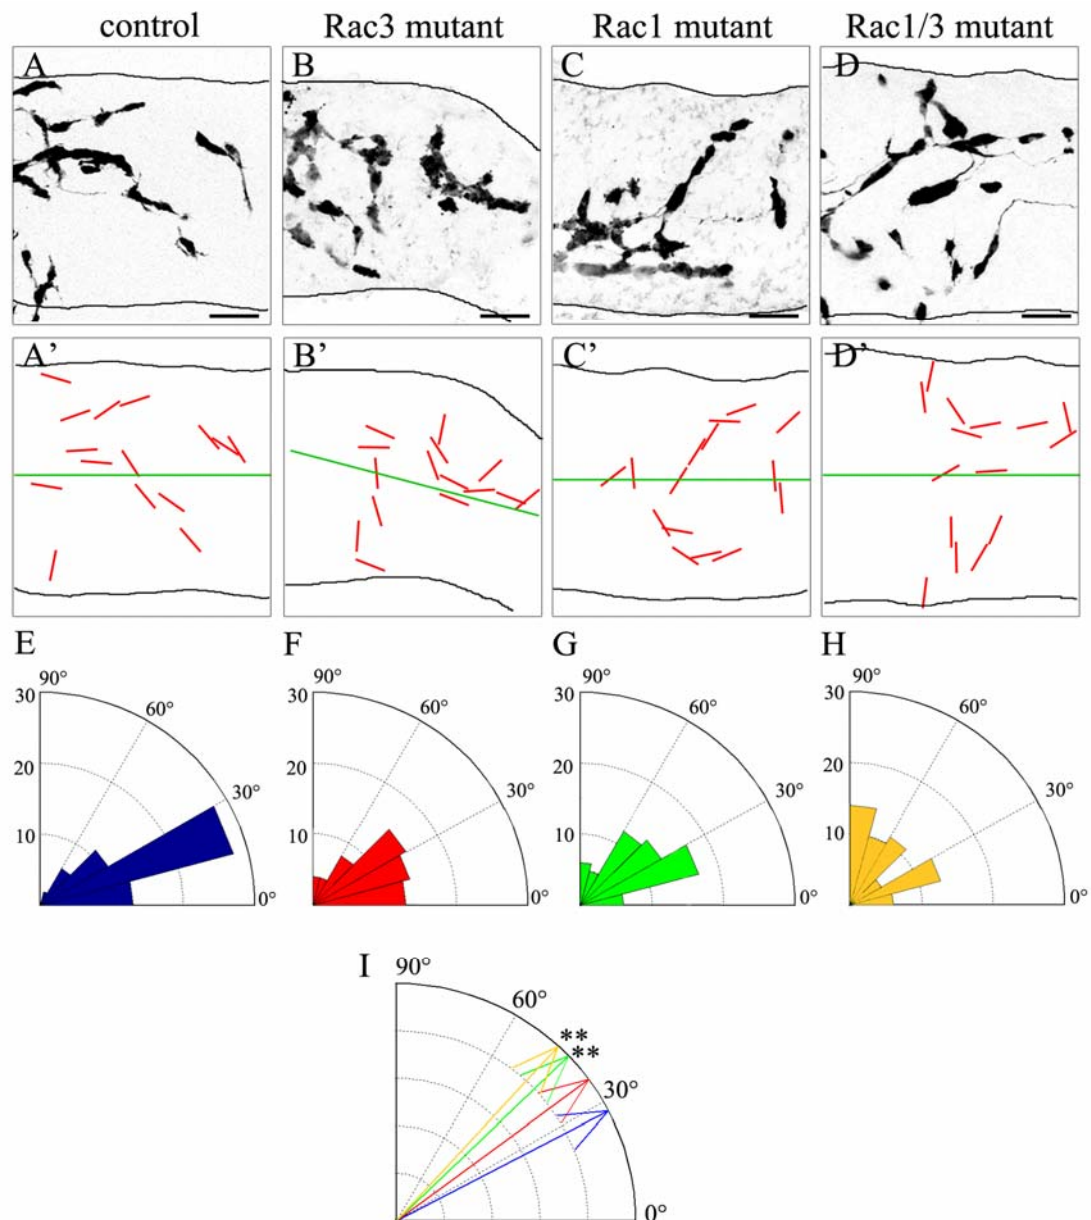 control Rac3 mutant Rac1 mutant Rac1/3 mutant
A B C D
A’ B’ C’ D’
E F G H
90° 90° 90° 90°
30 30 30 30
60° 60° 60° 60°
20 20 20 20
30° 30° 30° 30°
10 10 10 10
0° 0° 0° 0°
I 90°
60°
**
**
30°
0°